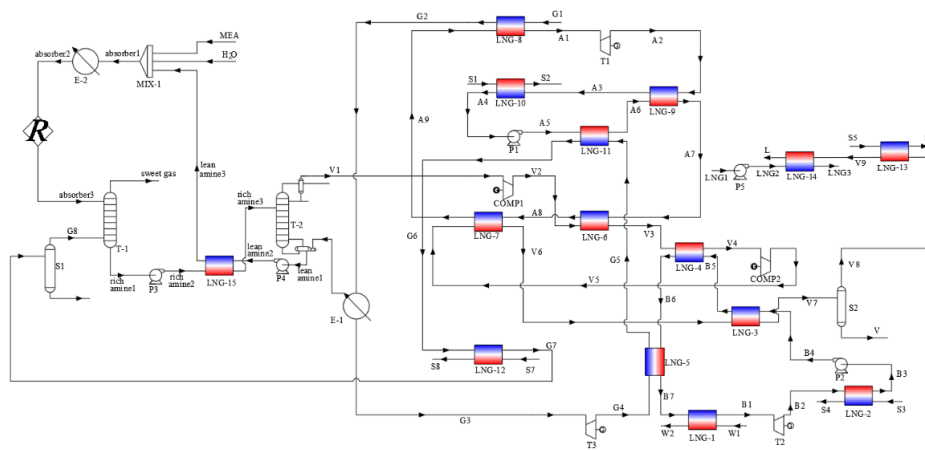 G2
G1
LNG-8
A1
A2
T1
MEA
absorber2
absorber1
H2O
E-2
MIX-1
S1
S2
A4
LNG-10
A3
A6
LNG-9
R
A9
A5
P1
LNG-11
A7
S5
L
V9
LNG1
P5
LNG2
LNG-14
LNG3
LNG-13
sweet gas
lean
amine3
V1
V2
COMP1
absorber3
rich
amine3
T-2
G8
T-1
S1
G6
LNG-7
A8
LNG-6
V3
V6
LNG-4
V4
B5
COMP2
G5
lean
amine2
P4
lean
amine1
rich
amine1
P3
rich
amine2
LNG-15
V5
B6
V7
V8
S2
LNG-3
V
E-1
G7
S8
LNG-12
S7
LNG-5
B4
P2
B3
B7
B1
B2
S4
LNG-2
S3
G3
G4
T3
W2
LNG-1
W1
T2